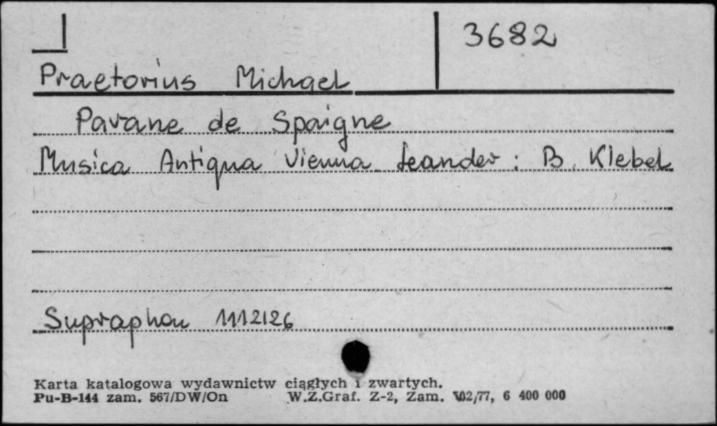 3682
Praetorius Michael
Pavane de Spaigne
Musica Antiqua Vienna leander: B. Klebel
Supraphon 1112126
Karta katalogowa wydawnictw ciągłych i zwartych.
Pu-B-144 zam. 567/DW/On W.Z.Graf. Z-2, Zam. 102/77, 6 400 000